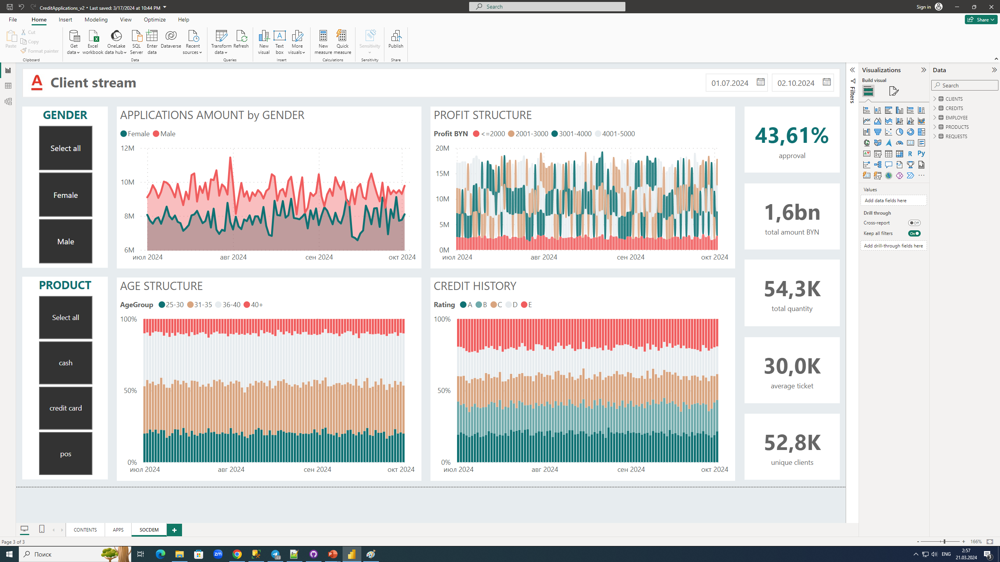 CreditApplications_v2 • Last saved: 3/17/2024 at 10:44 PM
Search
Sign in
File Home Insert Modeling View Optimize Help
Share
Paste
Cut
Copy
Format painter
Clipboard
Get data
Excel workbook
OneLake data hub
SQL Server
Enter data
Dataverse
Recent sources
Data
Transform data
Refresh
Queries
New visual
Text box
More visuals
Insert
New measure
Quick measure
Calculations
Sensitivity
Sensitivity
Publish
Share
A Client stream
01.07.2024
02.10.2024
GENDER
Select all
Female
Male
APPLICATIONS AMOUNT by GENDER
Female Male
12M
10M
8M
6M
июл 2024 авг 2024 сен 2024 окт 2024
PROFIT STRUCTURE
Profit BYN <=2000 2001-3000 3001-4000 4001-5000
20M
15M
10M
5M
0M
июл 2024 авг 2024 сен 2024 окт 2024
43,61%
approval
1,6bn
total amount BYN
54,3K
total quantity
30,0K
average ticket
52,8K
unique clients
PRODUCT
Select all
cash
credit card
pos
AGE STRUCTURE
AgeGroup 25-30 31-35 36-40 40+
100%
50%
0%
июл 2024 авг 2024 сен 2024 окт 2024
CREDIT HISTORY
Rating A B C D E
100%
50%
0%
июл 2024 авг 2024 сен 2024 окт 2024
Filters
Visualizations
Build visual
R Py
123
Values
Add data fields here
Drill through
Cross-report
Off
Keep all filters
On
Add drill-through fields here
Data
Search
CLIENTS
CREDITS
EMPLOYEE
PRODUCTS
REQUESTS
CONTENTS APPS SOCDEM +
Page 3 of 3
- + 166%
Поиск
zm
ENG
2:57
21.03.2024
3